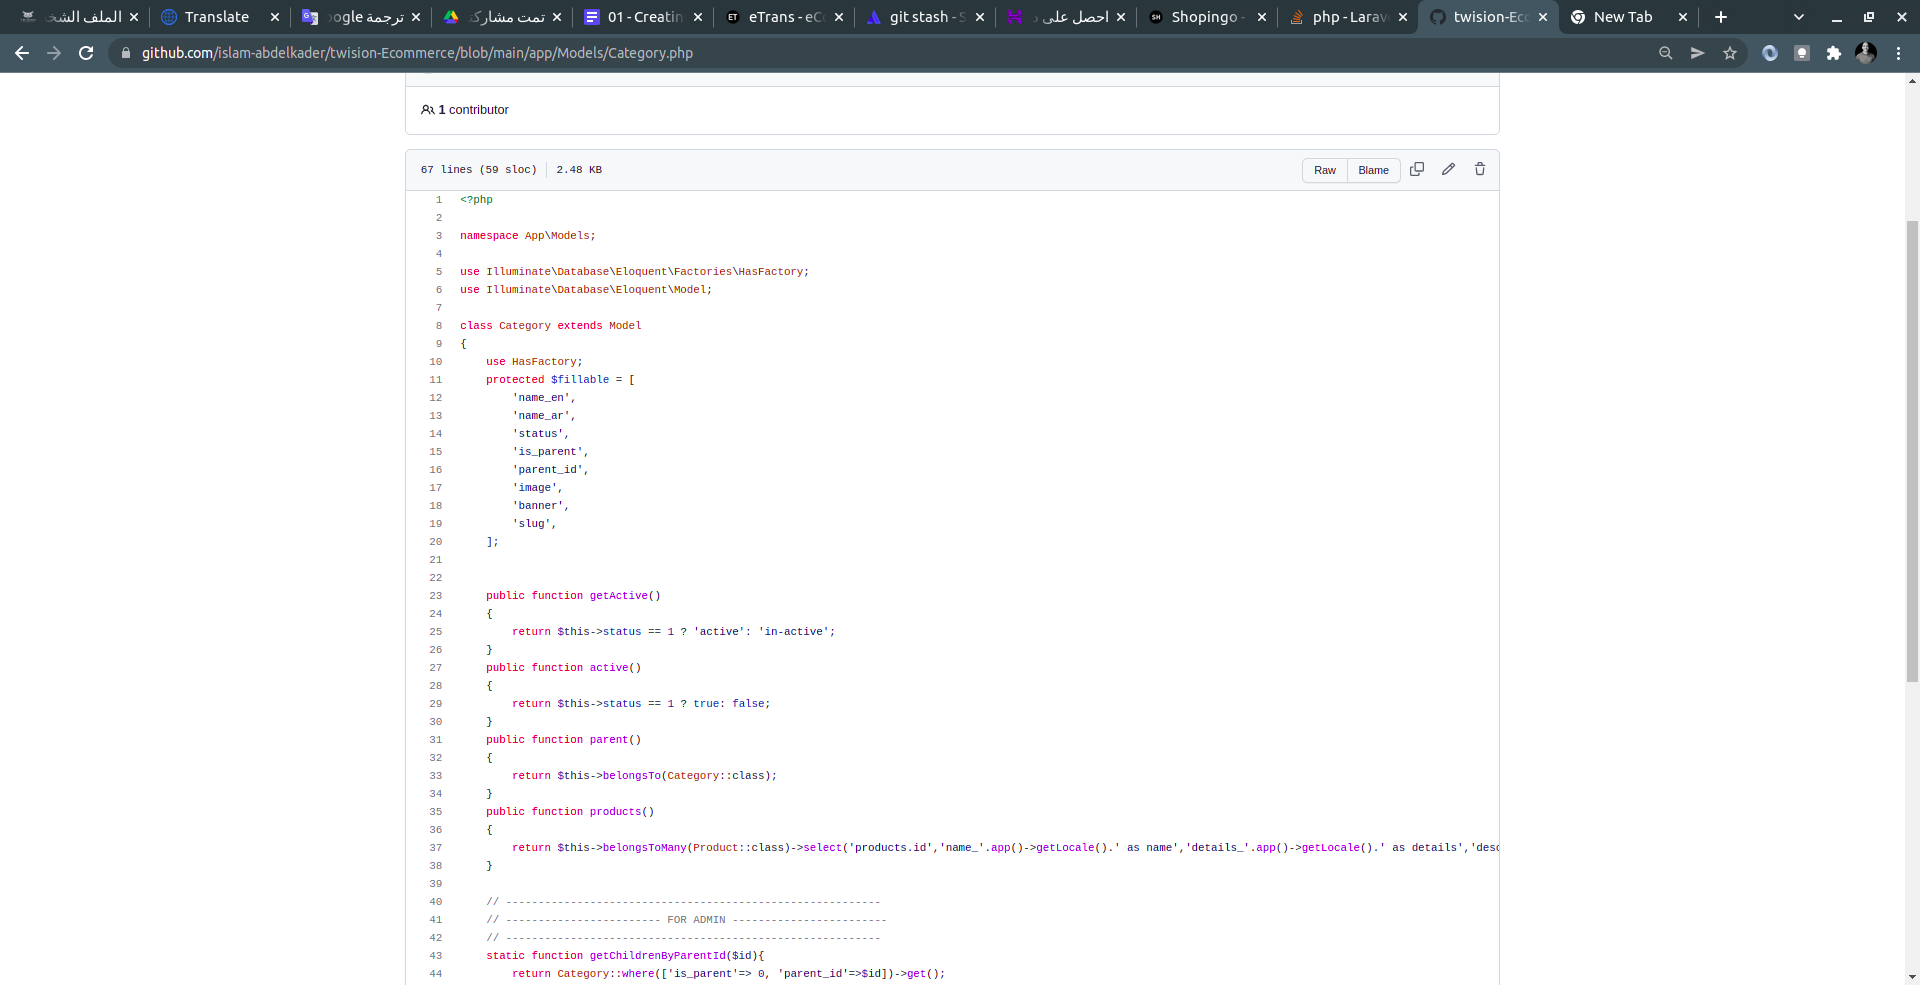 الملف الشخ
Translate
ترجمة oogle
تمت مشاركتـ
01 - Creatin
eTrans - eCo
git stash - S
احصل على د
Shopingo -
php - Larav
twision-Eco
New Tab
github.com/islam-abdelkader/twision-Ecommerce/blob/main/app/Models/Category.php
1 contributor
67 lines (59 sloc) 2.48 KB
Raw Blame
1 <?php
2
3 namespace App\Models;
4
5 use Illuminate\Database\Eloquent\Factories\HasFactory;
6 use Illuminate\Database\Eloquent\Model;
7
8 class Category extends Model
9 {
10 use HasFactory;
11 protected $fillable = [
12 'name_en',
13 'name_ar',
14 'status',
15 'is_parent',
16 'parent_id',
17 'image',
18 'banner',
19 'slug',
20 ];
21
22
23 public function getActive()
24 {
25 return $this->status == 1 ? 'active': 'in-active';
26 }
27 public function active()
28 {
29 return $this->status == 1 ? true: false;
30 }
31 public function parent()
32 {
33 return $this->belongsTo(Category::class);
34 }
35 public function products()
36 {
37 return $this->belongsToMany(Product::class)->select('products.id','name_'.app()->getLocale().' as name','details_'.app()->getLocale().' as details','desc
38 }
39
40 // ----------------------------------------------------------
41 // ------------------------ FOR ADMIN ------------------------
42 // ----------------------------------------------------------
43 static function getChildrenByParentId($id){
44 return Category::where(['is_parent'=> 0, 'parent_id'=>$id])->get();